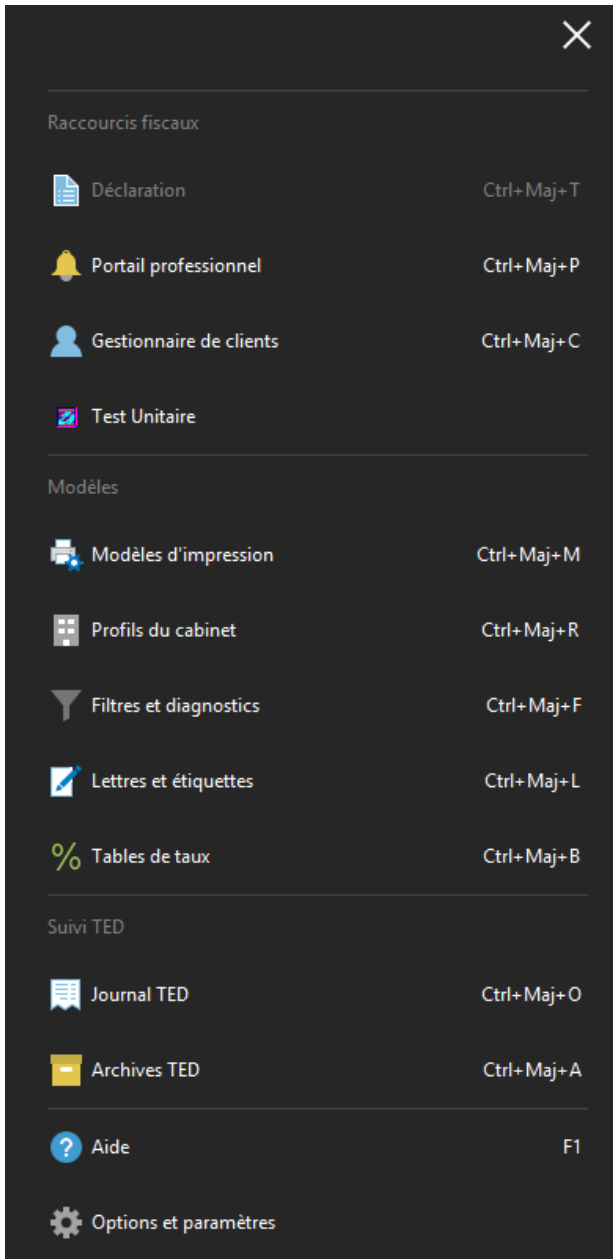 Raccourcis fiscaux
Déclaration Ctrl+Maj+T
Portail professionnel Ctrl+Maj+P
Gestionnaire de clients Ctrl+Maj+C
Test Unitaire
Modèles
Modèles d'impression Ctrl+Maj+M
Profils du cabinet Ctrl+Maj+R
Filtres et diagnostics Ctrl+Maj+F
Lettres et étiquettes Ctrl+Maj+L
Tables de taux Ctrl+Maj+B
Suivi TED
Journal TED Ctrl+Maj+O
Archives TED Ctrl+Maj+A
Aide F1
Options et paramètres